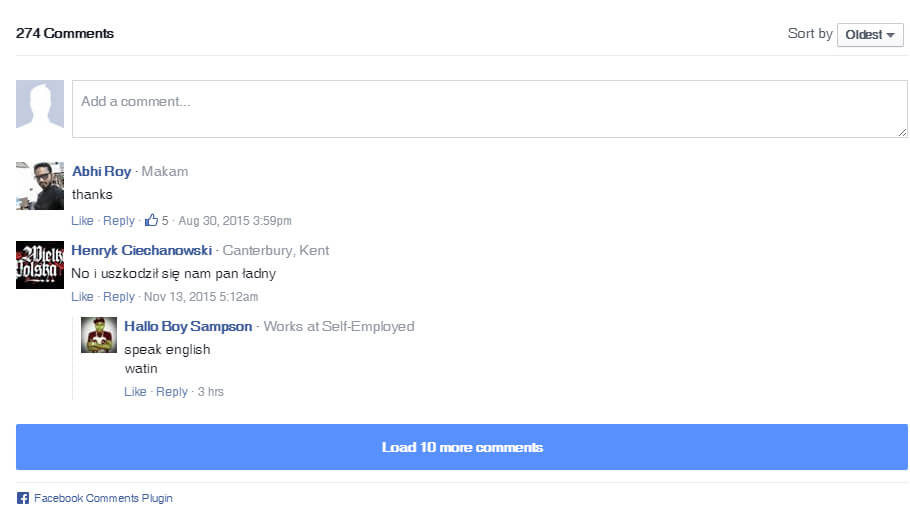 274 Comments
Sort by Oldest
Add a comment...
Abhi Roy · Makam
thanks
Like · Reply · 5 · Aug 30, 2015 3:59pm
Wielka
Polska
Henryk Ciechanowski · Canterbury, Kent
No i uszkodził się nam pan ładny
Like · Reply · Nov 13, 2015 5:12am
Hallo Boy Sampson · Works at Self-Employed
speak english
watin
Like · Reply · 3 hrs
Load 10 more comments
Facebook Comments Plugin